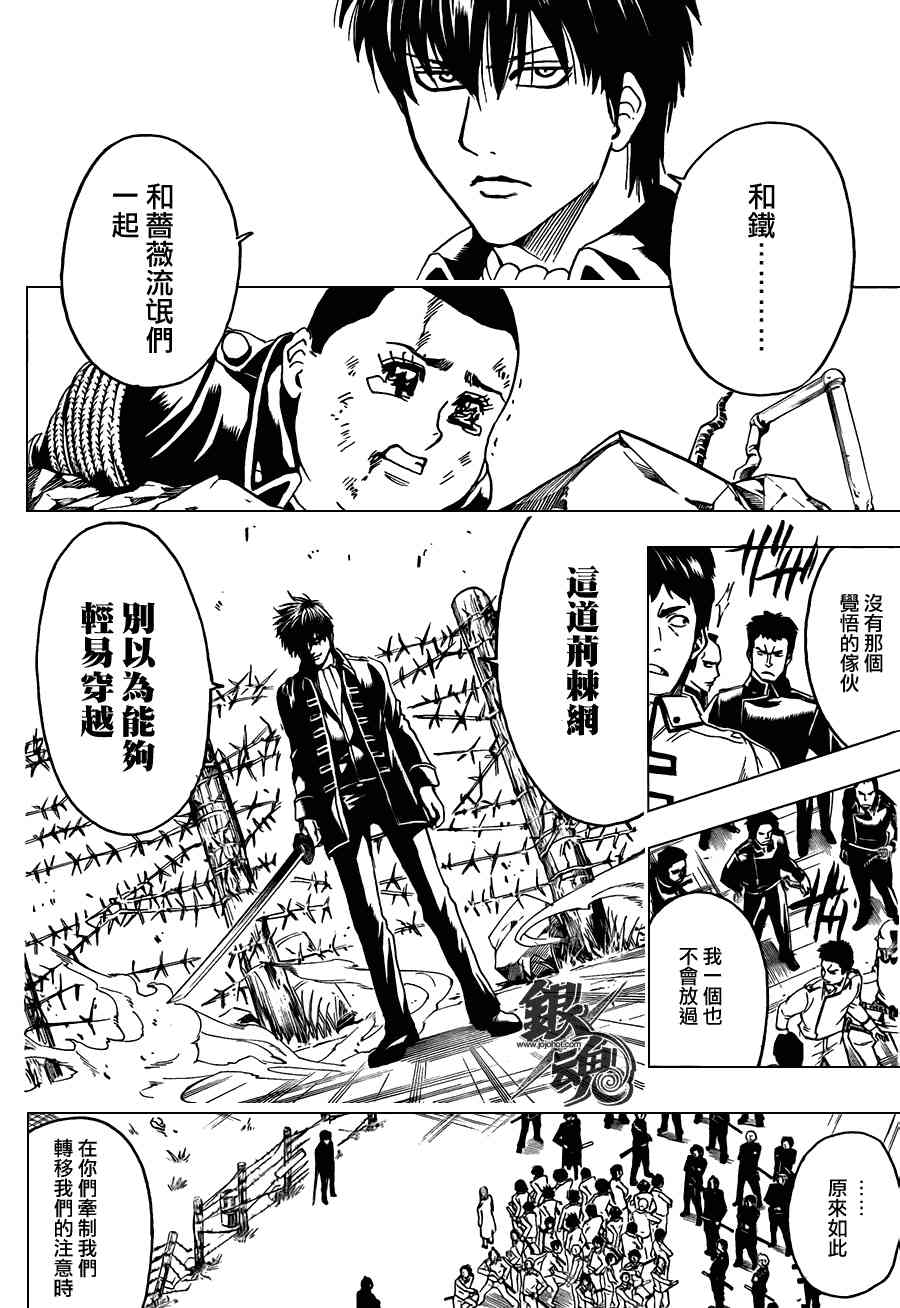 和鐵…………
和薔薇流氓們
一起
沒有那個
覺悟的傢伙
我一個也
不會放過
這道荊棘網
別以為能夠
輕易穿越
銀魂
www.jojohot.com
……
原來如此
在你們牽制我們
轉移我們的注意時